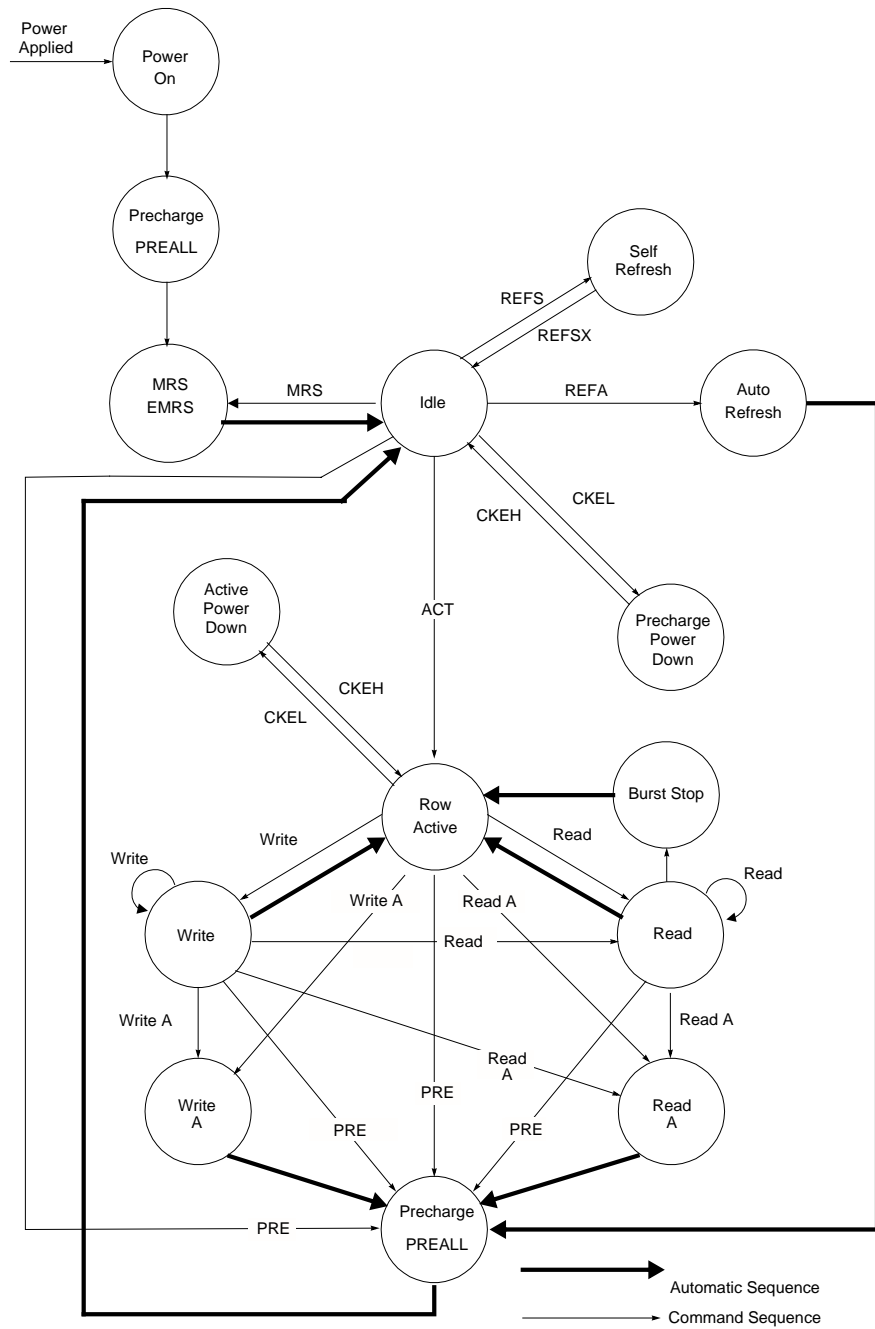 Power
Applied
Power
On
Precharge
PREALL
Self
Refresh
REFS
REFSX
MRS
EMRS
MRS
Idle
REFA
Auto
Refresh
CKEL
CKEH
Active
Power
Down
ACT
Precharge
Power
Down
CKEH
CKEL
Row
Active
Burst Stop
Write
Read
Write
Read
Write A
Read A
Write
Read
Read
Write A
Read A
Read
A
Write
A
PRE
Read
A
PRE
PRE
Precharge
PREALL
PRE
Automatic Sequence
Command Sequence